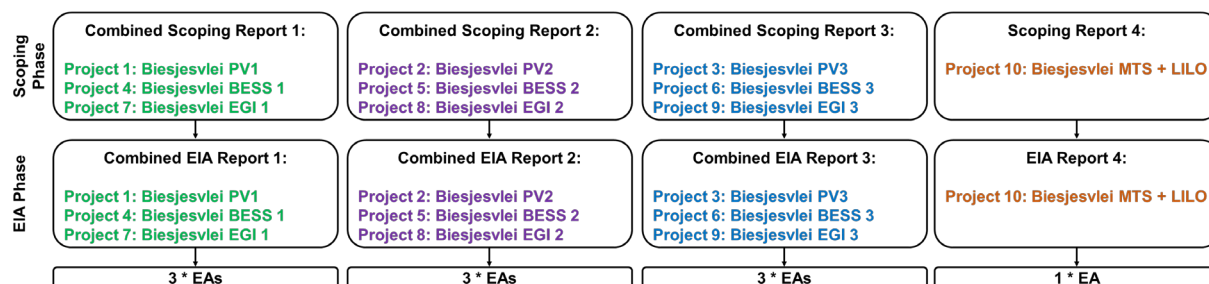 Scoping Phase
Combined Scoping Report 1:
Project 1: Biesjesvlei PV1
Project 4: Biesjesvlei BESS 1
Project 7: Biesjesvlei EGI 1
Combined Scoping Report 2:
Project 2: Biesjesvlei PV2
Project 5: Biesjesvlei BESS 2
Project 8: Biesjesvlei EGI 2
Combined Scoping Report 3:
Project 3: Biesjesvlei PV3
Project 6: Biesjesvlei BESS 3
Project 9: Biesjesvlei EGI 3
Scoping Report 4:
Project 10: Biesjesvlei MTS + LILO
EIA Phase
Combined EIA Report 1:
Project 1: Biesjesvlei PV1
Project 4: Biesjesvlei BESS 1
Project 7: Biesjesvlei EGI 1
Combined EIA Report 2:
Project 2: Biesjesvlei PV2
Project 5: Biesjesvlei BESS 2
Project 8: Biesjesvlei EGI 2
Combined EIA Report 3:
Project 3: Biesjesvlei PV3
Project 6: Biesjesvlei BESS 3
Project 9: Biesjesvlei EGI 3
EIA Report 4:
Project 10: Biesjesvlei MTS + LILO
3 * EAs
3 * EAs
3 * EAs
1 * EA